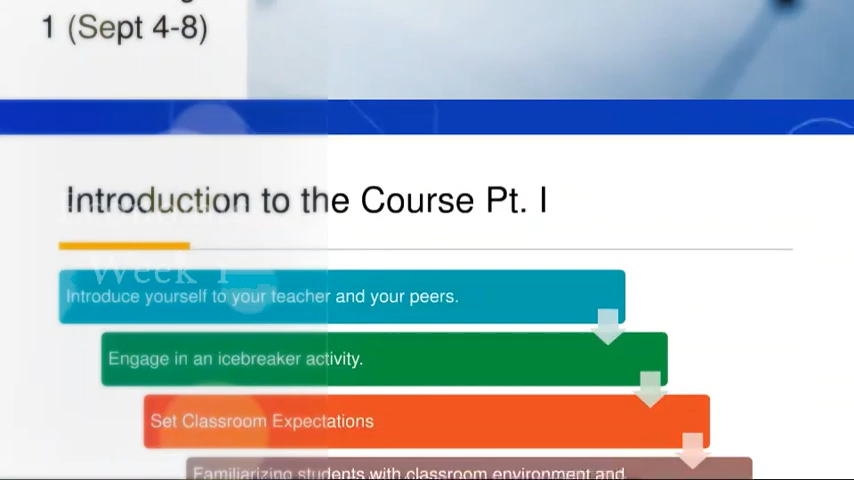 1 (Sept 4-8)
Introduction to the Course Pt. I
Week 1
Introduce yourself to your teacher and your peers.
Engage in an icebreaker activity.
Set Classroom Expectations
Familiarizing students with classroom environment and